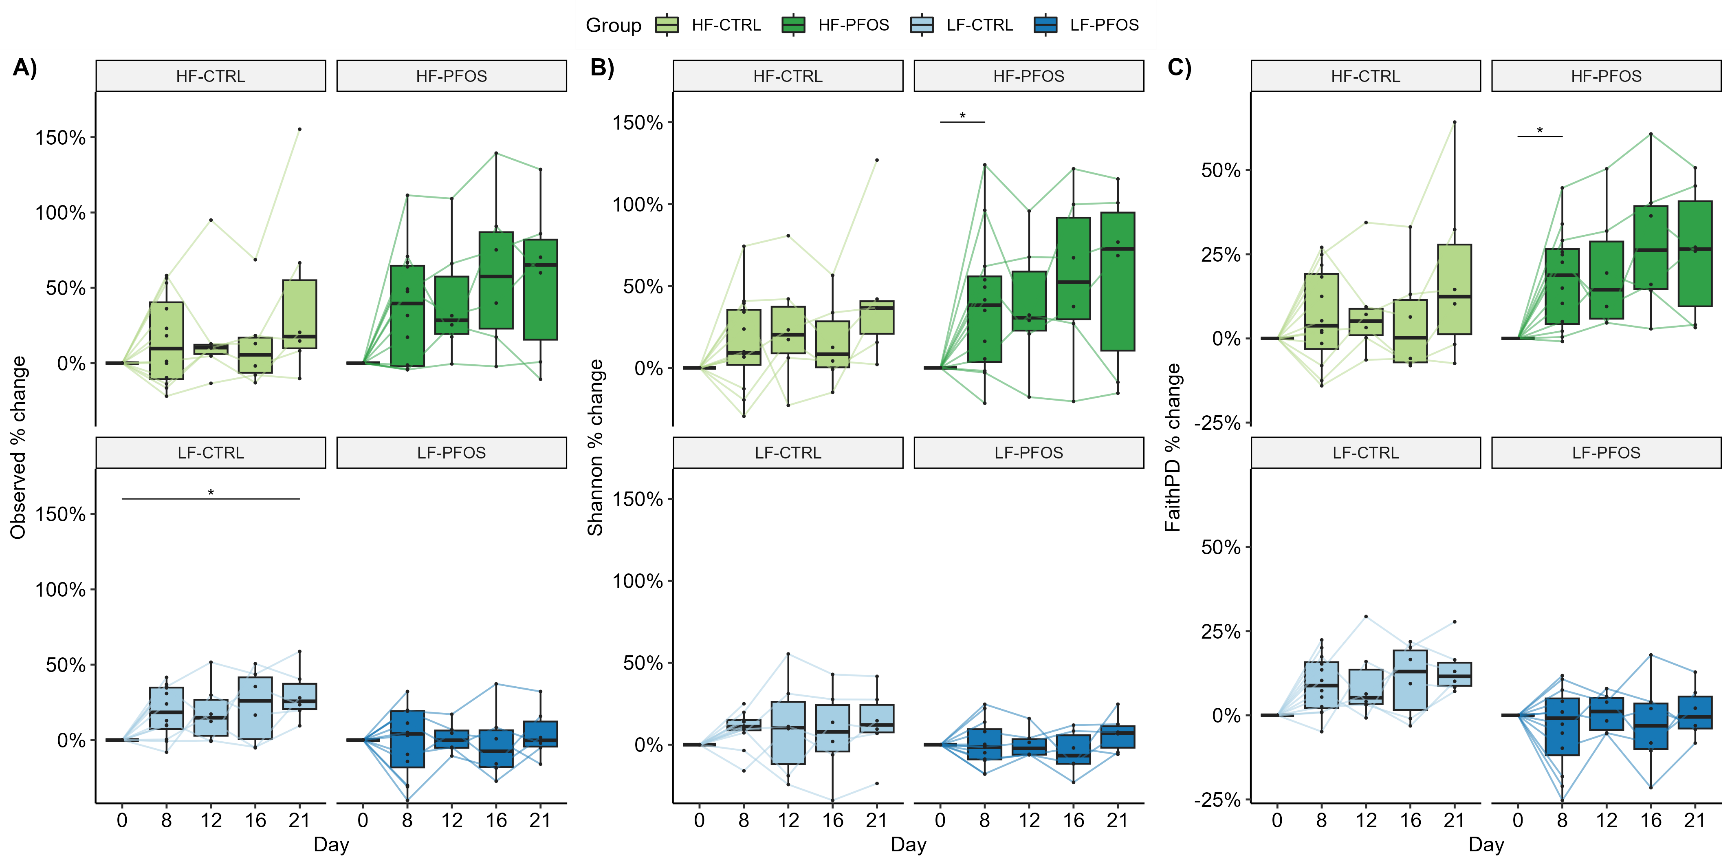 Group HF-CTRL HF-PFOS LF-CTRL LF-PFOS
A)
HF-CTRL HF-PFOS
150%
100%
50%
0%
LF-CTRL LF-PFOS
*
150%
100%
50%
0%
Observed % change
0 8 12 16 21 0 8 12 16 21
Day
B)
HF-CTRL HF-PFOS
*
150%
100%
50%
0%
LF-CTRL LF-PFOS
150%
100%
50%
0%
Shannon % change
0 8 12 16 21 0 8 12 16 21
Day
C)
HF-CTRL HF-PFOS
*
50%
25%
0%
-25%
LF-CTRL LF-PFOS
50%
25%
0%
-25%
FaithPD % change
0 8 12 16 21 0 8 12 16 21
Day